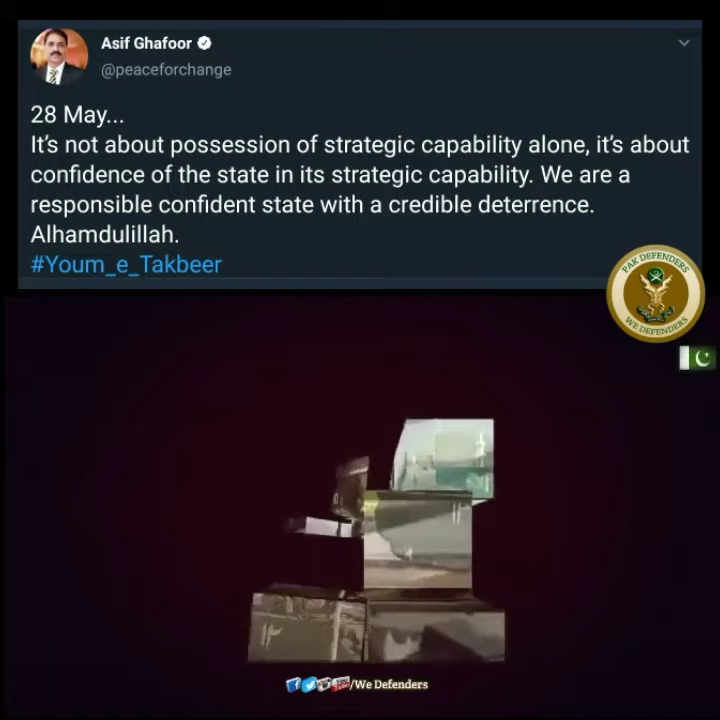 Asif Ghafoor
@peaceforchange
28 May...
It's not about possession of strategic capability alone, it's about
confidence of the state in its strategic capability. We are a
responsible confident state with a credible deterrence.
Alhamdulillah.
#Youm_e_Takbeer
PAK DEFENDERS
WE DEFENDERS
/We Defenders